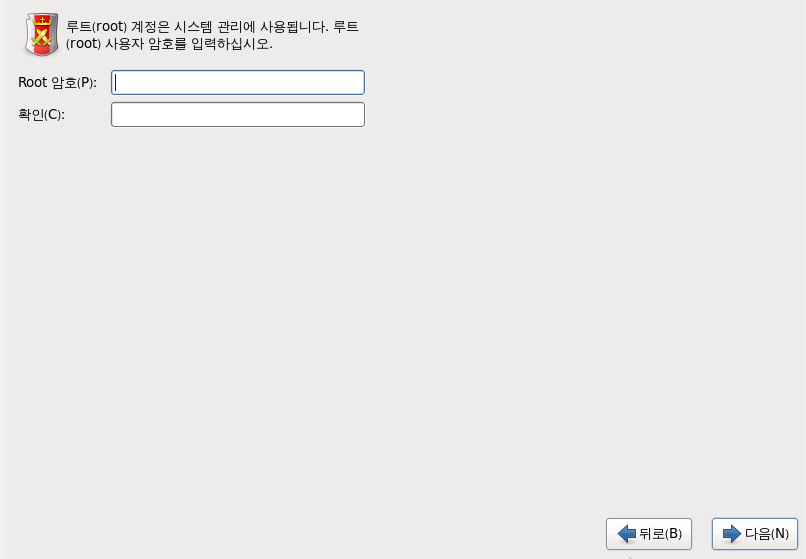 루트(root) 계정은 시스템 관리에 사용됩니다. 루트
(root) 사용자 암호를 입력하십시오.
Root 암호(P):
확인(C):
뒤로(B) 다음(N)